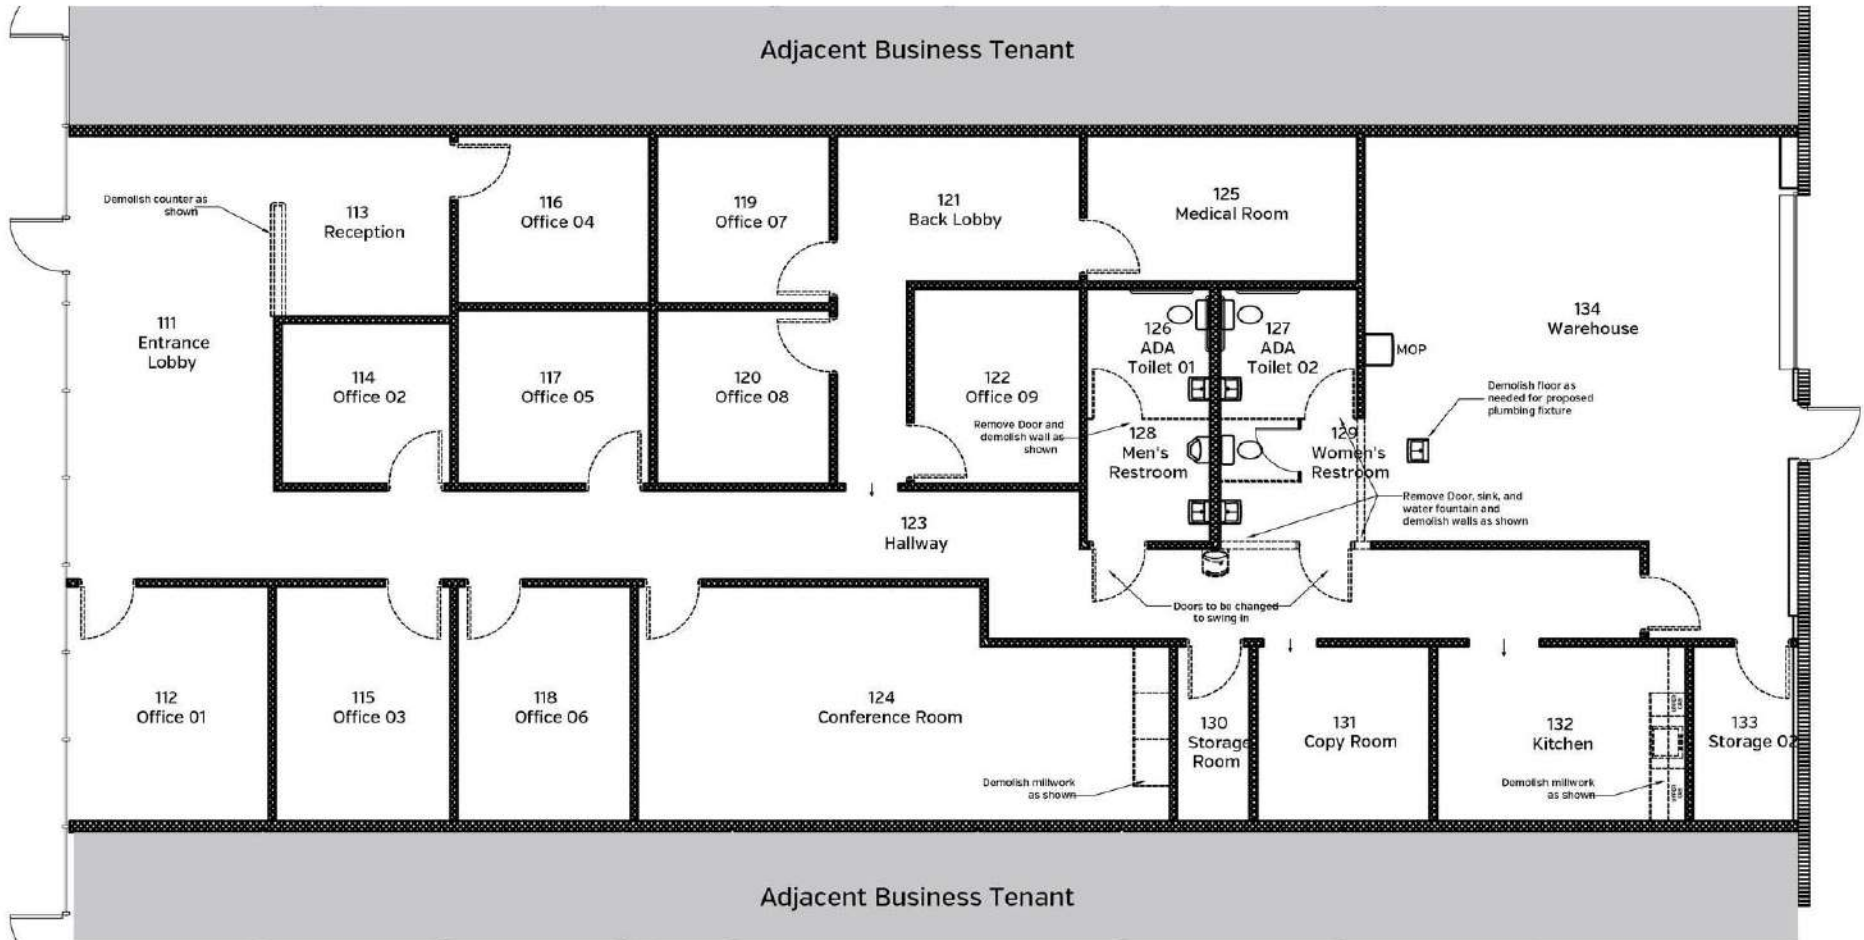 Adjacent Business Tenant
Demolish counter as
shown
113
Reception
116
Office 04
119
Office 07
121
Back Lobby
125
Medical Room
111
Entrance
Lobby
114
Office 02
117
Office 05
120
Office 08
122
Office 09
126
ADA
Toilet 01
127
ADA
Toilet 02
134
Warehouse
MOP
Demolish floor as
needed for proposed
plumbing fixture
Remove Door and
demolish wall as
shown
128
Men's
Restroom
129
Women's
Restroom
Remove Door, sink, and
water fountain and
demolish walls as shown
123
Hallway
Doors to be changed
to swing in
112
Office 01
115
Office 03
118
Office 06
124
Conference Room
Demolish millwork
as shown
130
Storage
Room
131
Copy Room
132
Kitchen
Demolish millwork
as shown
133
Storage 02
Adjacent Business Tenant